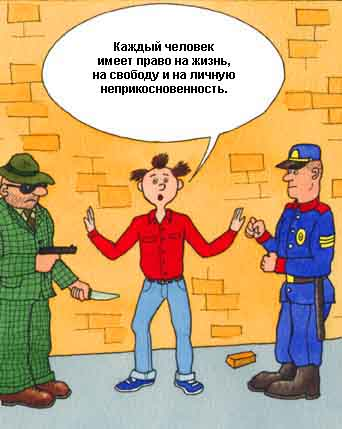 Каждый человек
имеет право на жизнь,
на свободу и на личную
неприкосновенность.